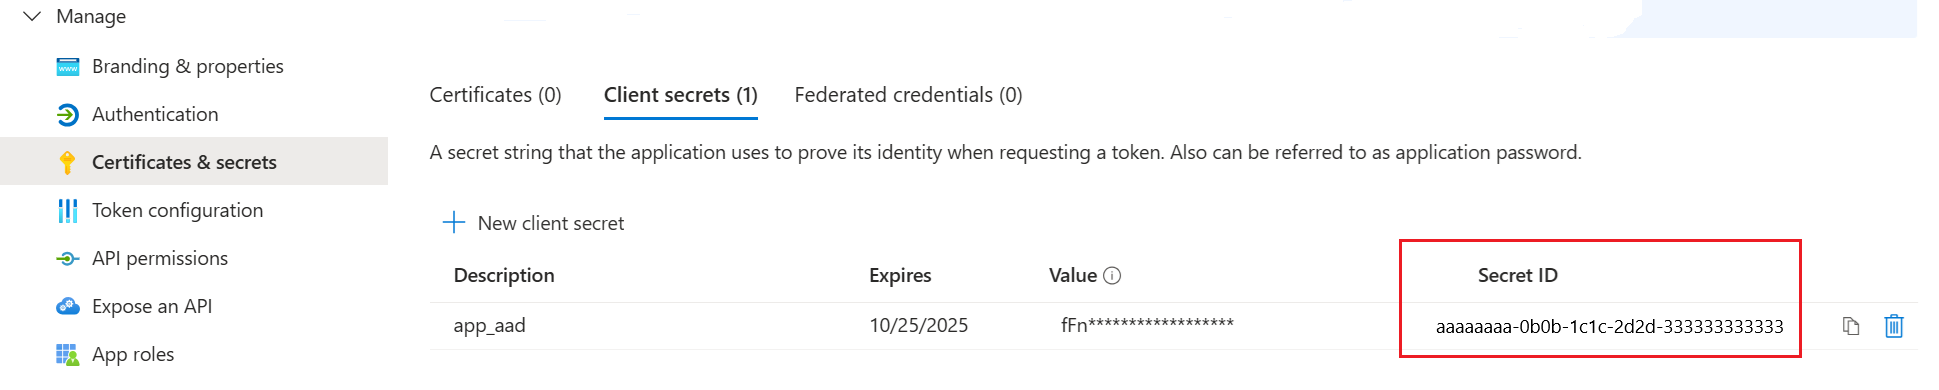 Manage
Branding & properties
Authentication
Certificates & secrets
Token configuration
API permissions
Expose an API
App roles
Certificates (0) Client secrets (1) Federated credentials (0)
A secret string that the application uses to prove its identity when requesting a token. Also can be referred to as application password.
New client secret
Description Expires Value Secret ID
app_aad 10/25/2025 fFn****************** aaaaaaaa-0b0b-1c1c-2d2d-333333333333